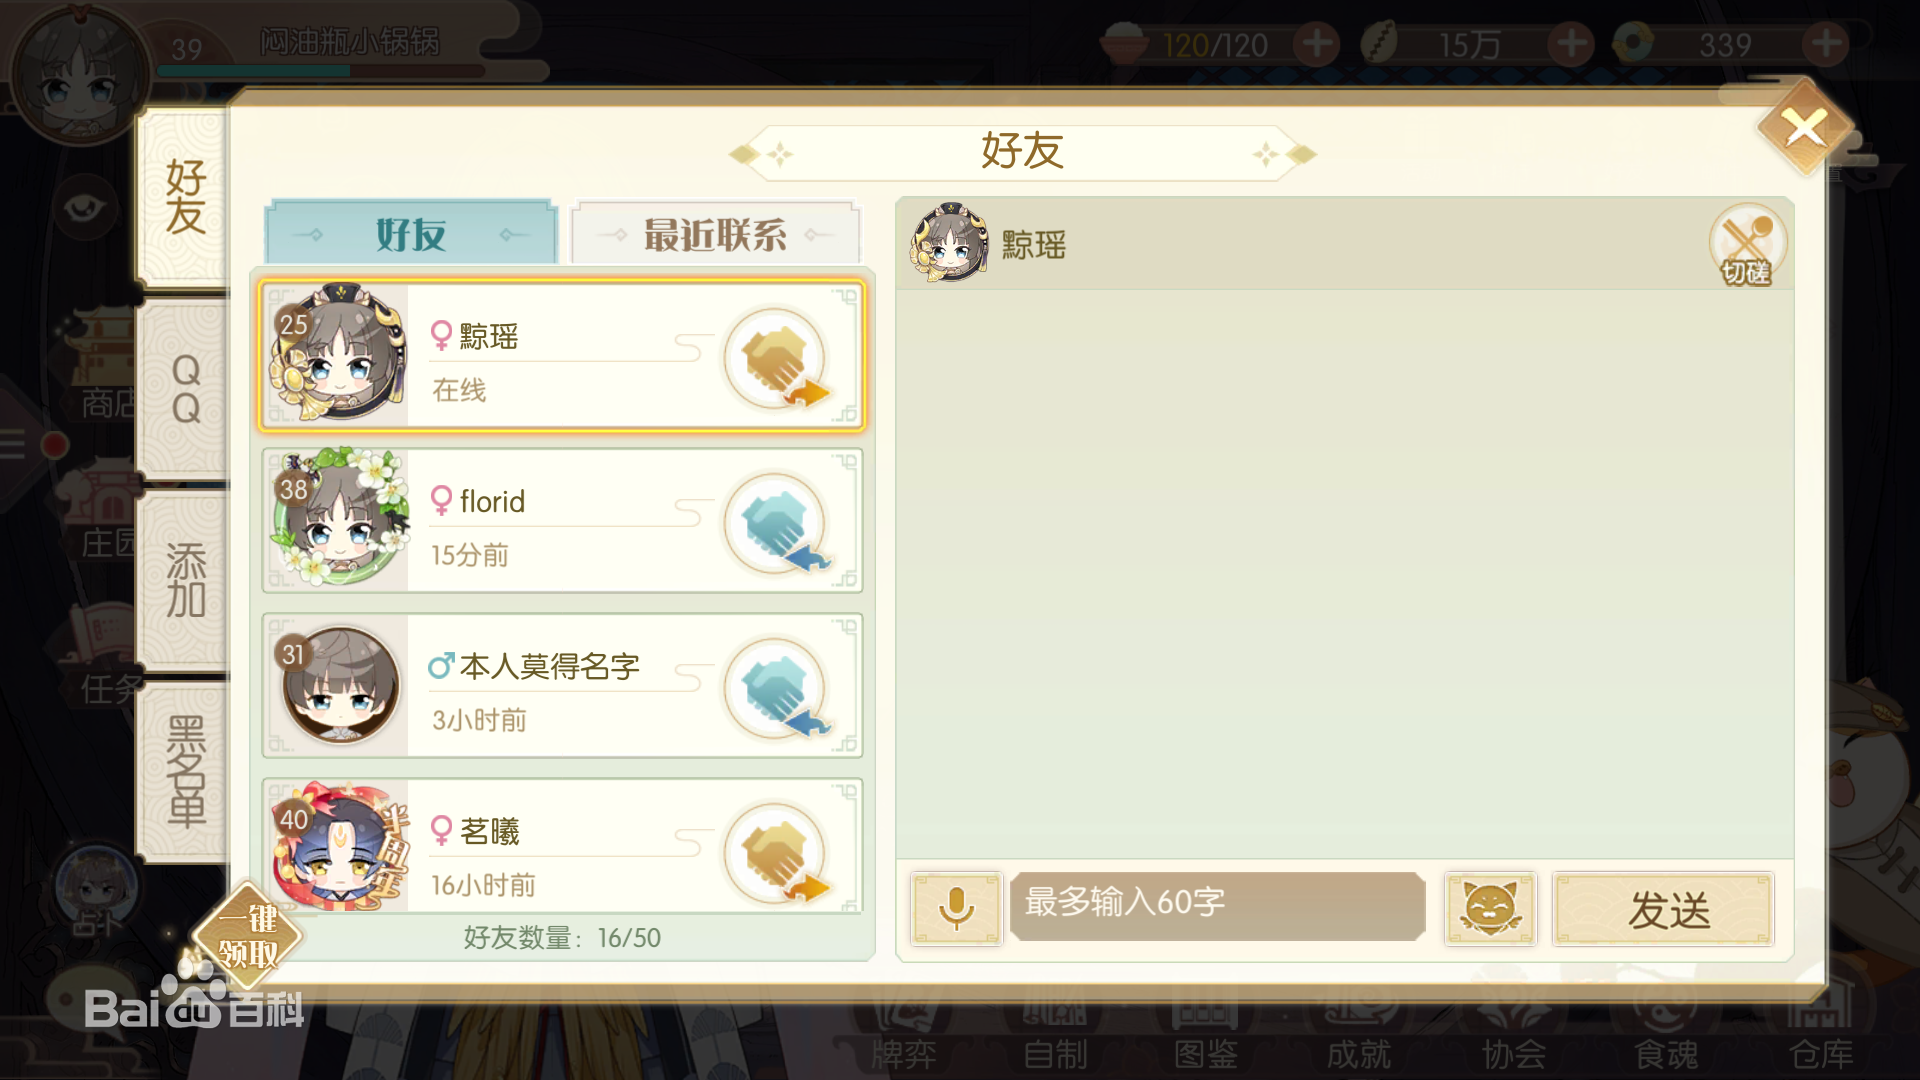 39
闷油瓶小锅锅
120/120
15万
339
好友
好友
QQ
添加
黑名单
好友
最近联系
25
黥瑶
在线
38
florid
15分前
31
本人莫得名字
3小时前
40
茗曦
16小时前
好友数量：16/50
一键
领取
黥瑶
切磋
最多输入60字
发送
商店
庄园
任务
占卜
Baidu百科
牌弈
自制
图鉴
成就
协会
食魂
仓库